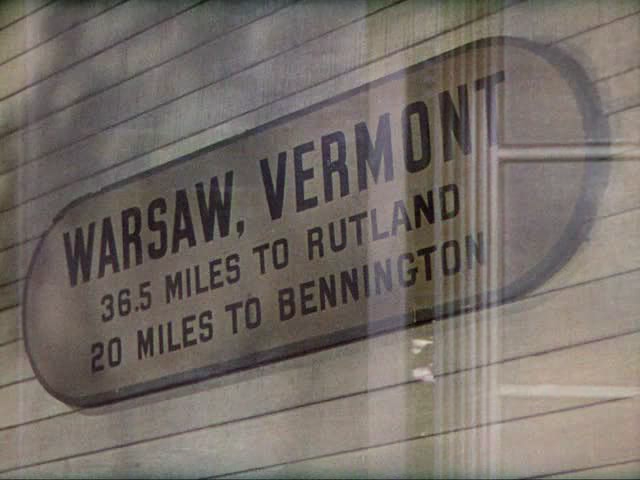 WARSAW, VERMONT
36.5 MILES TO RUTLAND
20 MILES TO BENNINGTON